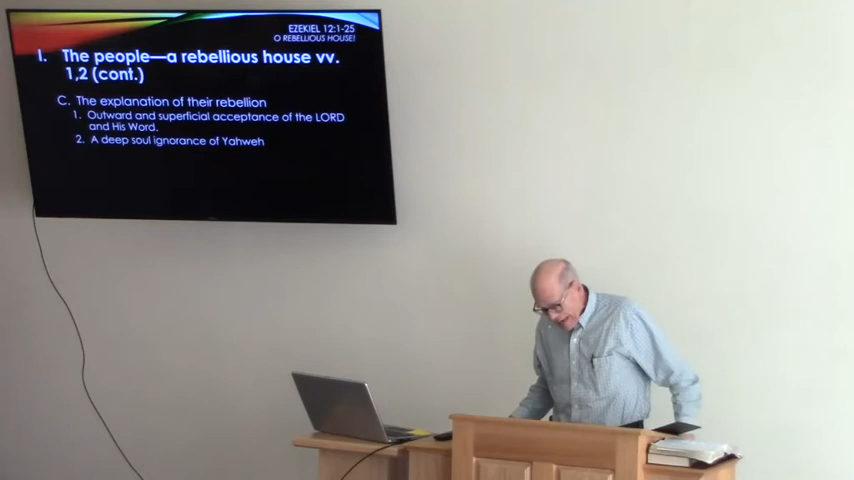 EZEKIEL 12:1-25
O REBELLIOUS HOUSE!
I. The people—a rebellious house vv.
1,2 (cont.)
C. The explanation of their rebellion
1. Outward and superficial acceptance of the LORD
and His Word.
2. A deep soul ignorance of Yahweh